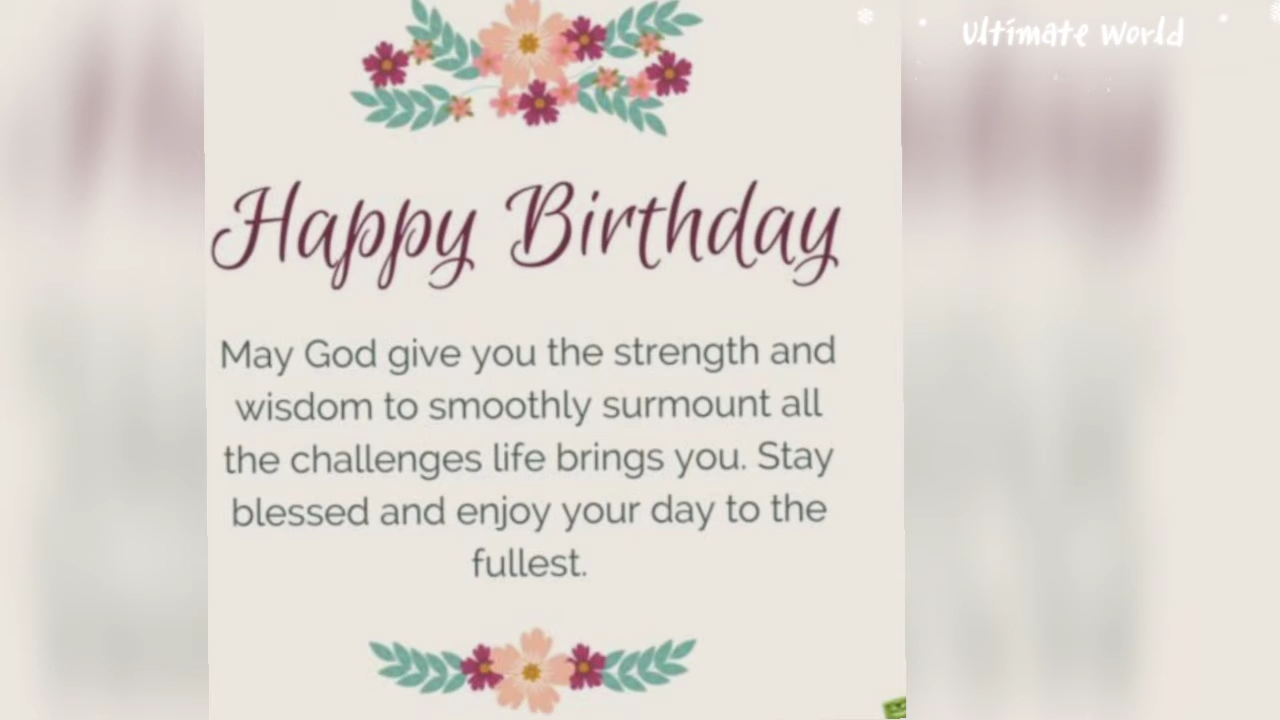 Ultimate World
Happy Birthday
May God give you the strength and
wisdom to smoothly surmount all
the challenges life brings you. Stay
blessed and enjoy your day to the
fullest.